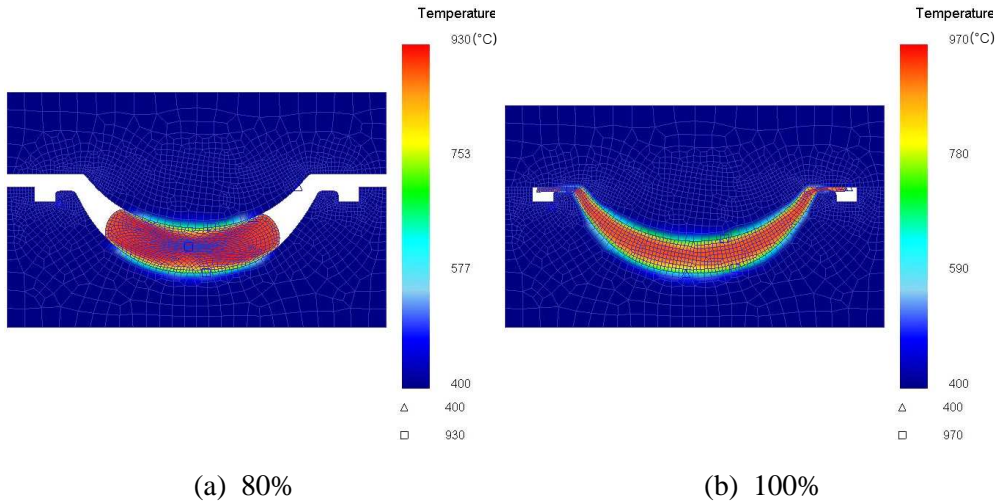 Temperature
930 (°C)
753
577
400
△ 400
□ 930
(a) 80%
Temperature
970 (°C)
780
590
400
△ 400
□ 970
(b) 100%